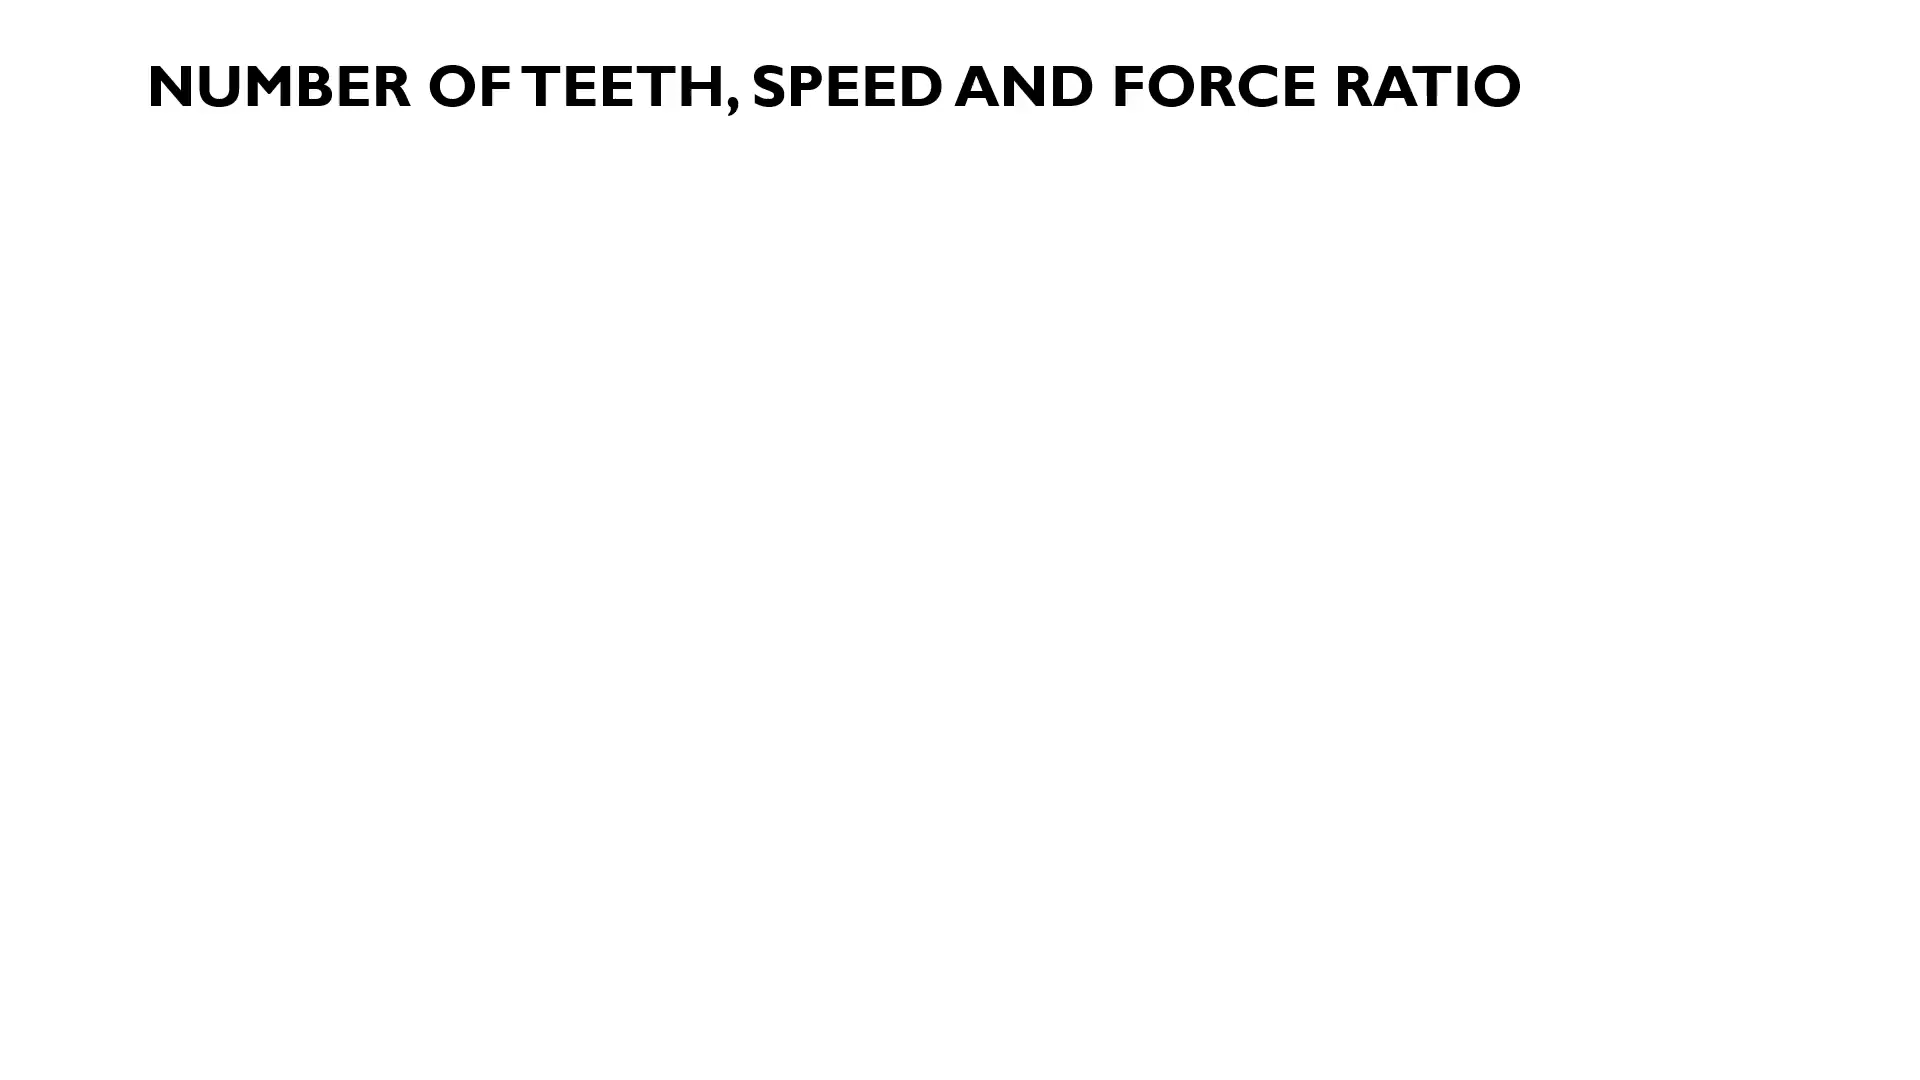 NUMBER OF TEETH, SPEED AND FORCE RATIO